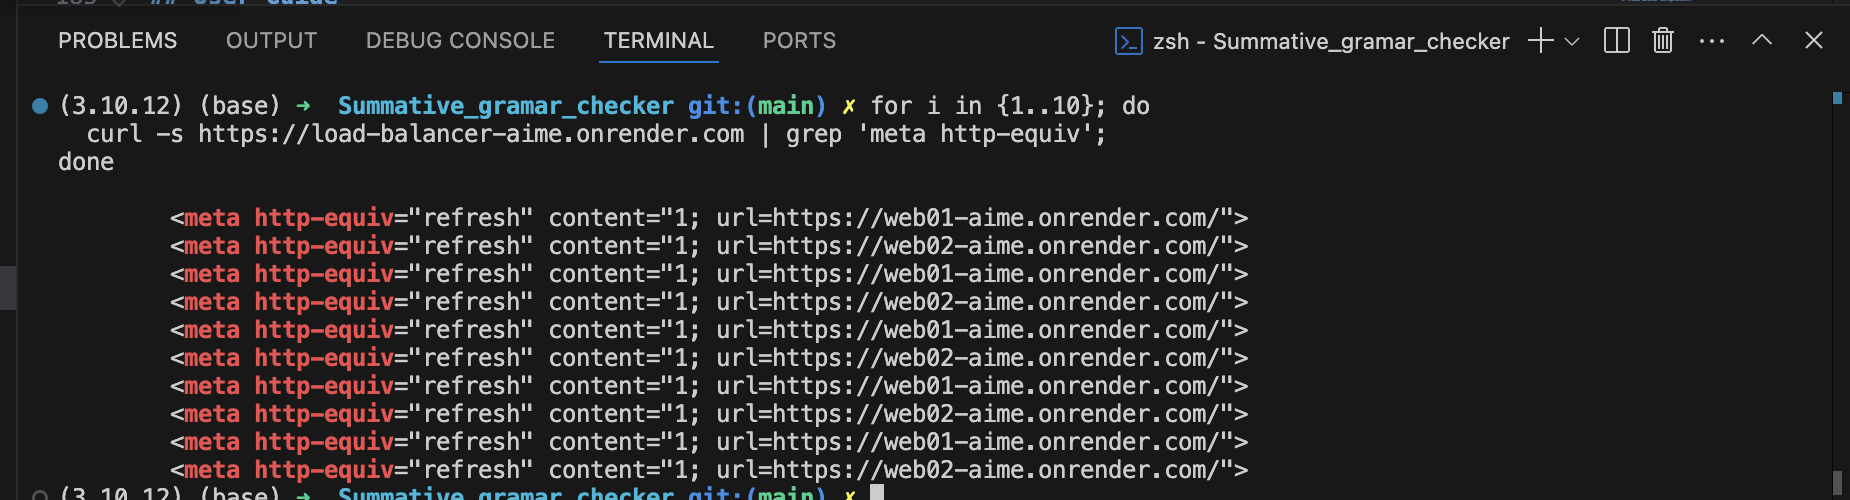 ## User Guide
PROBLEMS OUTPUT DEBUG CONSOLE TERMINAL PORTS zsh - Summative_gramar_checker
(3.10.12) (base) ➜ Summative_gramar_checker git:(main) ✗ for i in {1..10}; do
curl -s https://load-balancer-aime.onrender.com | grep 'meta http-equiv';
done
<meta http-equiv="refresh" content="1; url=https://web01-aime.onrender.com/">
<meta http-equiv="refresh" content="1; url=https://web02-aime.onrender.com/">
<meta http-equiv="refresh" content="1; url=https://web01-aime.onrender.com/">
<meta http-equiv="refresh" content="1; url=https://web02-aime.onrender.com/">
<meta http-equiv="refresh" content="1; url=https://web01-aime.onrender.com/">
<meta http-equiv="refresh" content="1; url=https://web02-aime.onrender.com/">
<meta http-equiv="refresh" content="1; url=https://web01-aime.onrender.com/">
<meta http-equiv="refresh" content="1; url=https://web02-aime.onrender.com/">
<meta http-equiv="refresh" content="1; url=https://web01-aime.onrender.com/">
<meta http-equiv="refresh" content="1; url=https://web02-aime.onrender.com/">
(3.10.12) (base) ➜ Summative_gramar_checker git:(main) ✗